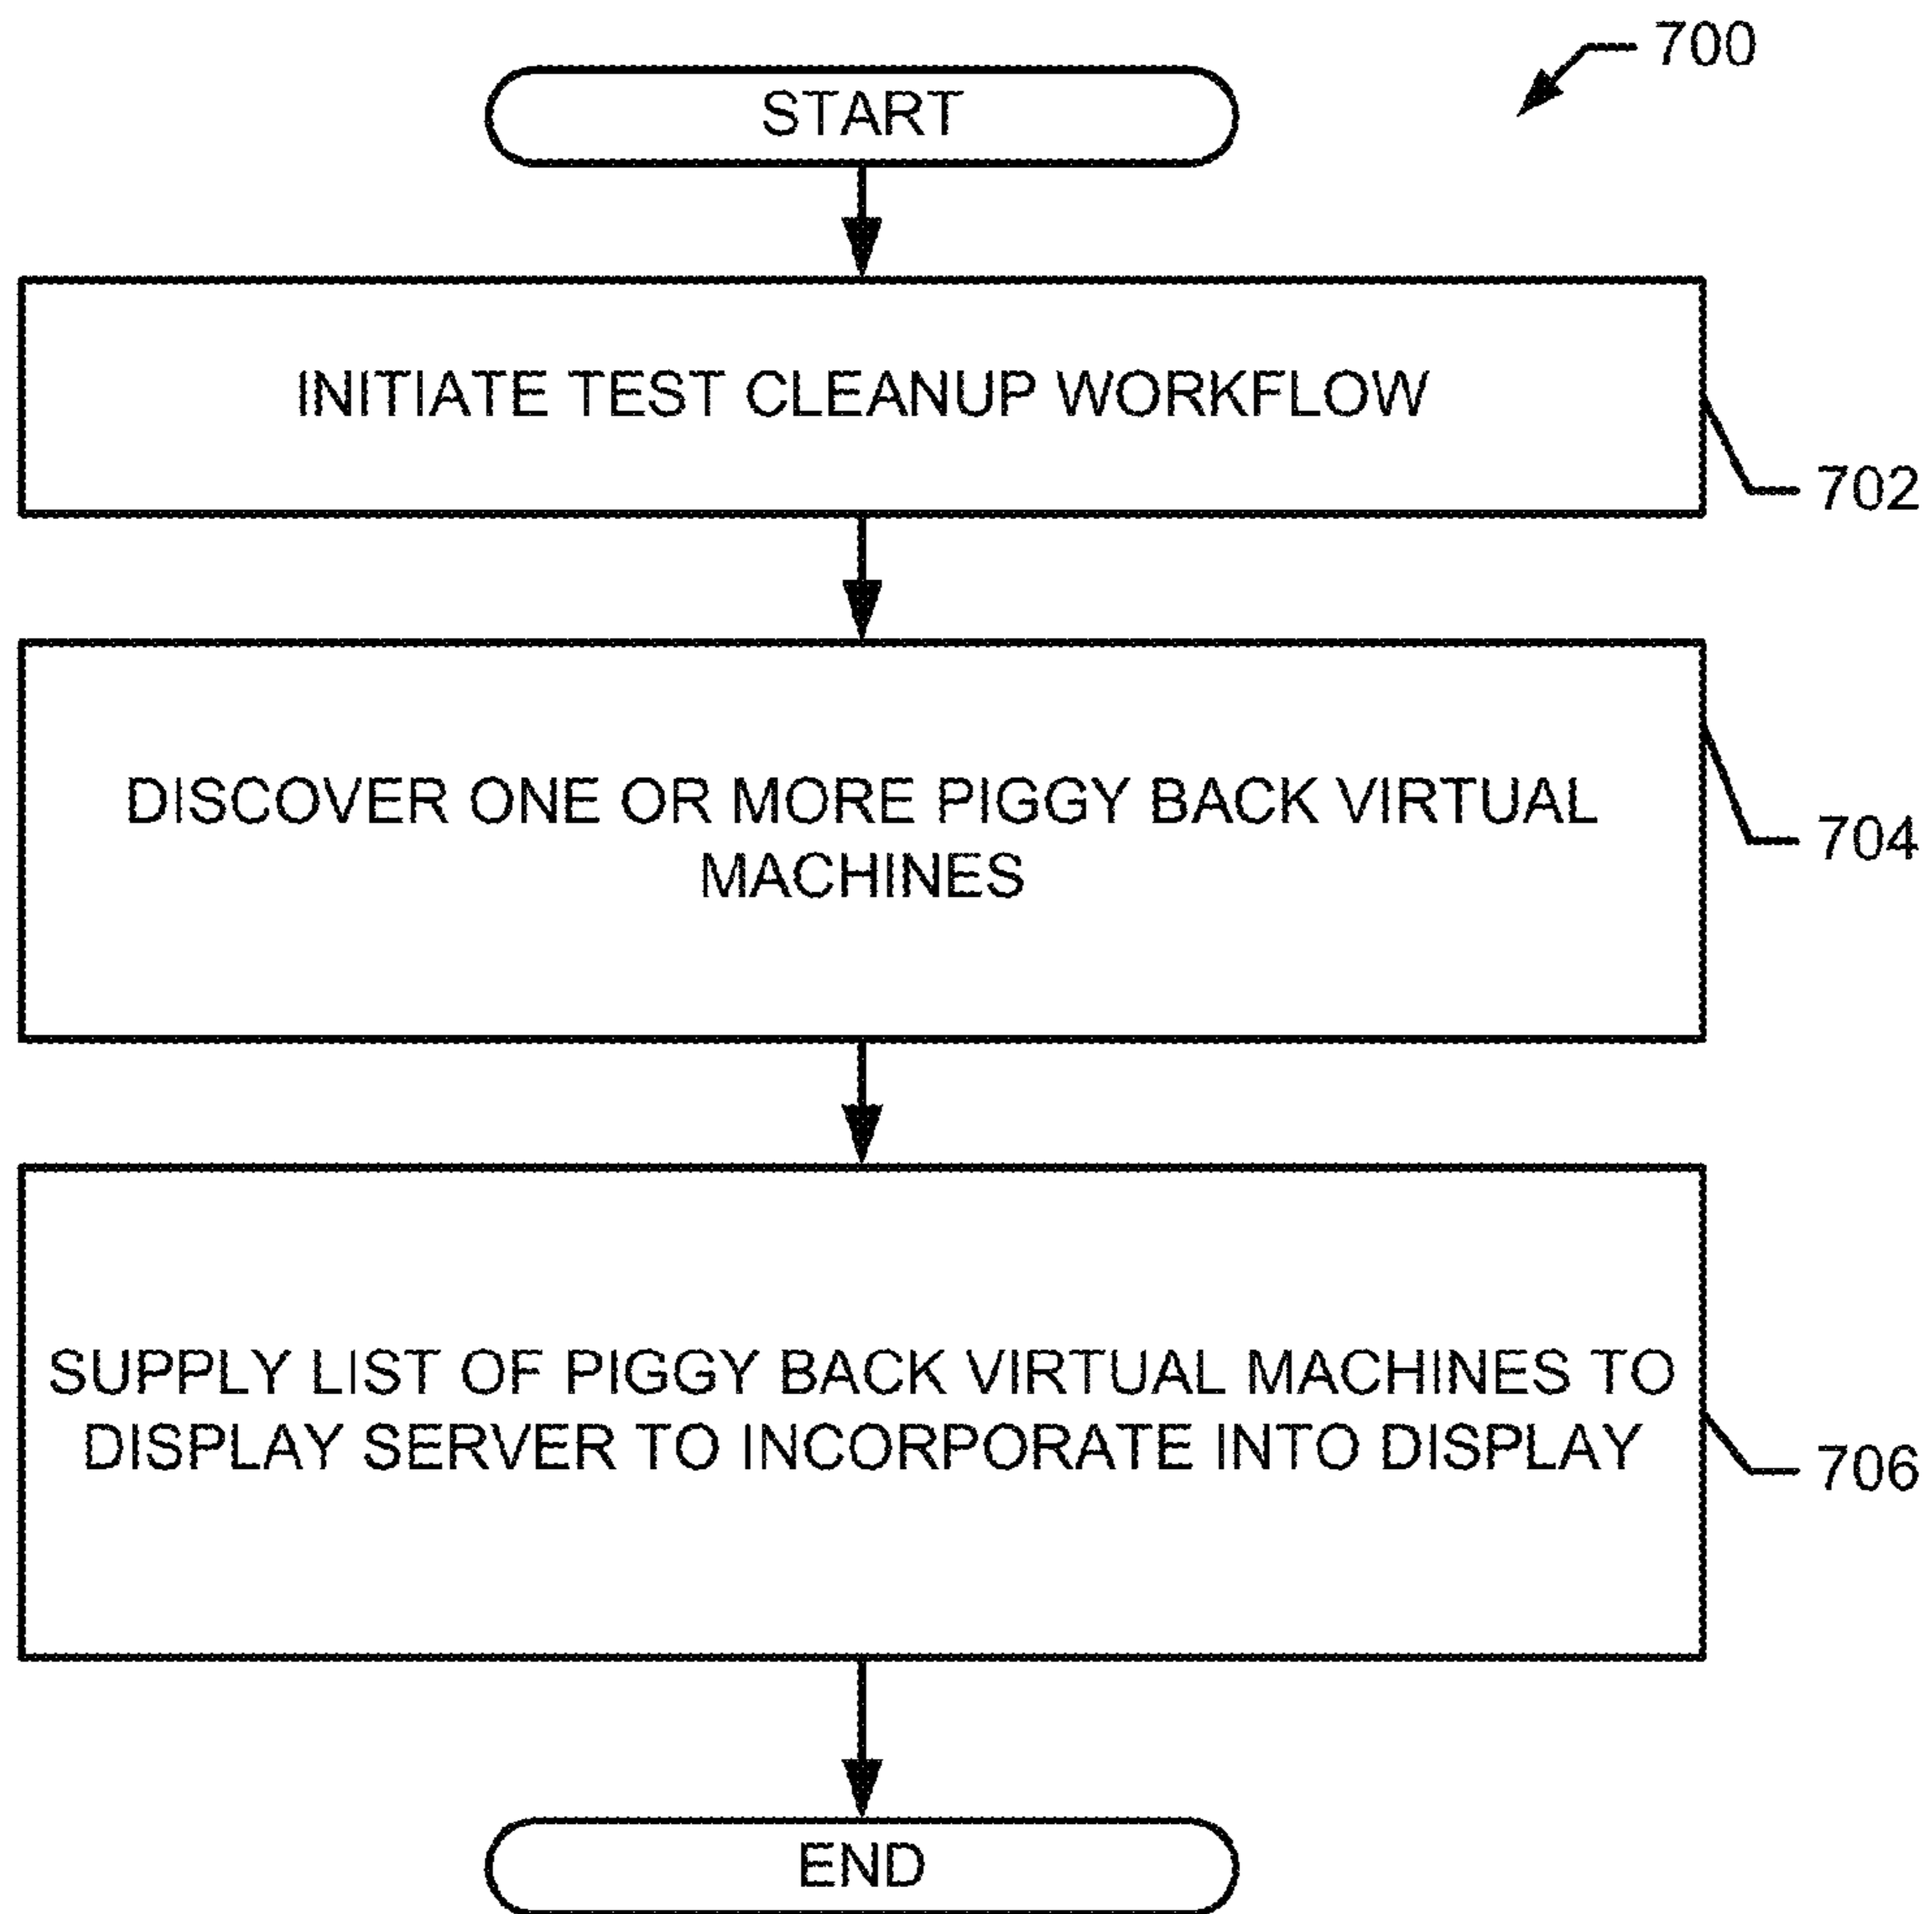 700
START
INITIATE TEST CLEANUP WORKFLOW
702
DISCOVER ONE OR MORE PIGGY BACK VIRTUAL
MACHINES
704
SUPPLY LIST OF PIGGY BACK VIRTUAL MACHINES TO
DISPLAY SERVER TO INCORPORATE INTO DISPLAY
706
END